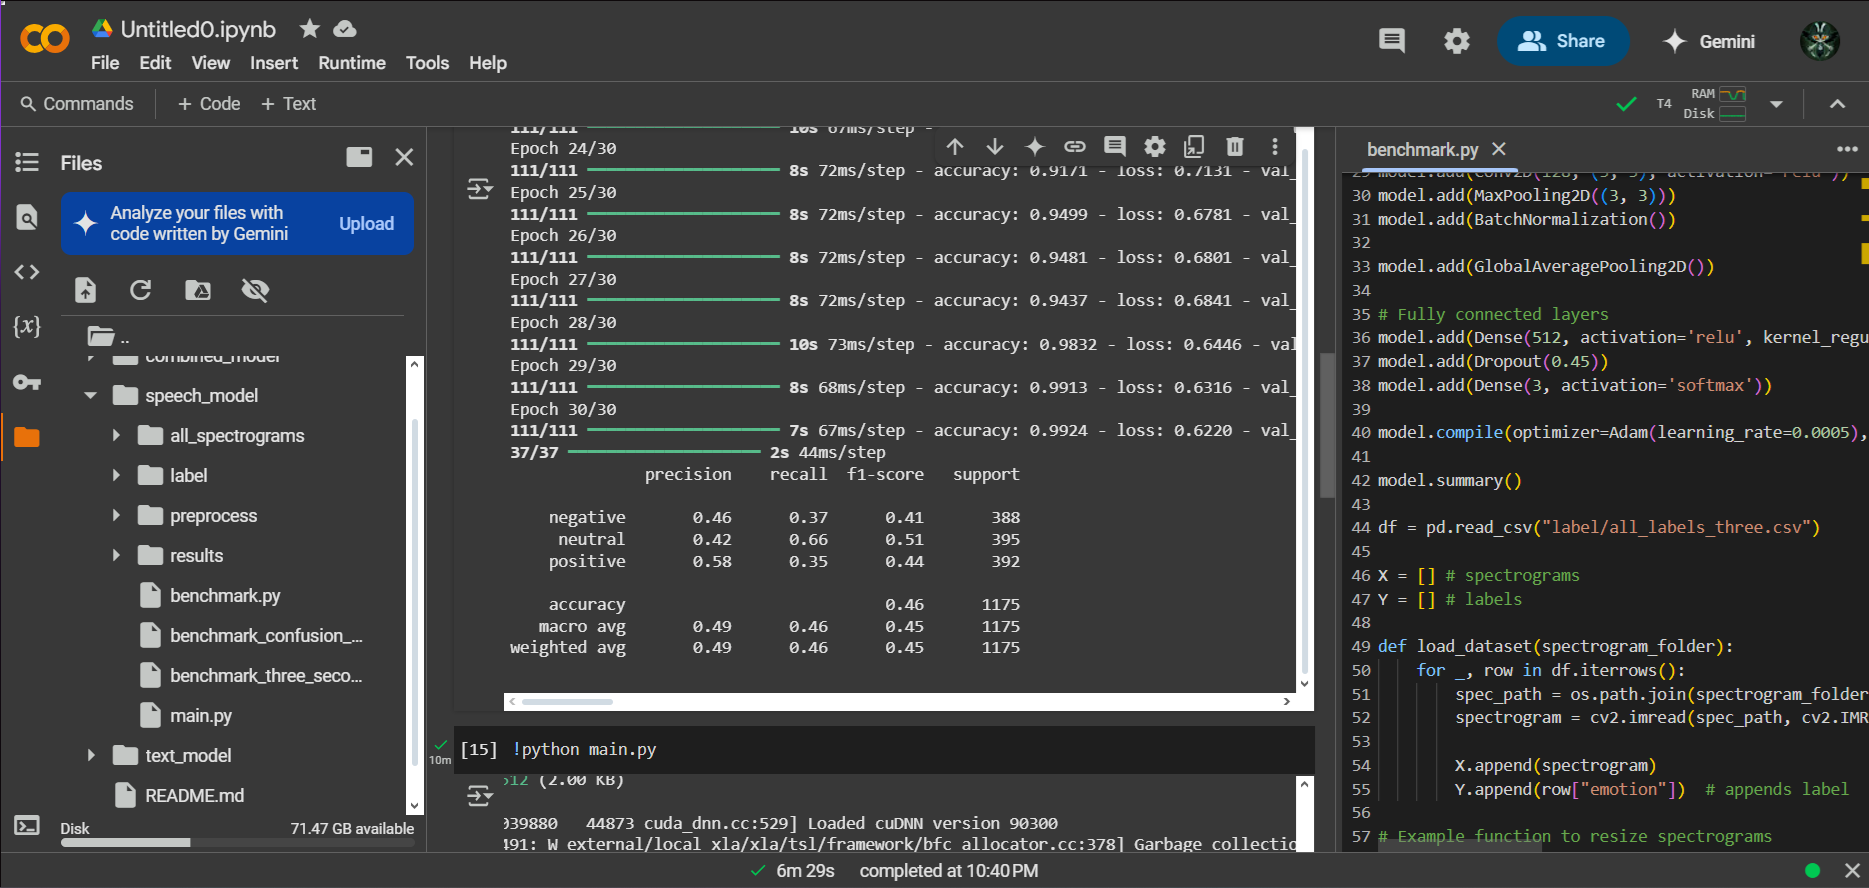 Untitled0.ipynb
File Edit View Insert Runtime Tools Help
Share
Gemini
Commands
+ Code + Text
T4
RAM
Disk
Files
Analyze your files with
code written by Gemini
Upload
{x}
..
combined_model
speech_model
all_spectrograms
label
preprocess
results
benchmark.py
benchmark_confusion_...
benchmark_three_seco...
main.py
text_model
README.md
Disk
71.47 GB available
111/111 10s 67ms/step -
Epoch 24/30
111/111 8s 72ms/step - accuracy: 0.9171 - loss: 0.7131 - val_
Epoch 25/30
111/111 8s 72ms/step - accuracy: 0.9499 - loss: 0.6781 - val_
Epoch 26/30
111/111 8s 72ms/step - accuracy: 0.9481 - loss: 0.6801 - val_
Epoch 27/30
111/111 8s 72ms/step - accuracy: 0.9437 - loss: 0.6841 - val_
Epoch 28/30
111/111 10s 73ms/step - accuracy: 0.9832 - loss: 0.6446 - val
Epoch 29/30
111/111 8s 68ms/step - accuracy: 0.9913 - loss: 0.6316 - val_
Epoch 30/30
111/111 7s 67ms/step - accuracy: 0.9924 - loss: 0.6220 - val_
37/37 2s 44ms/step
precision recall f1-score support
negative 0.46 0.37 0.41 388
neutral 0.42 0.66 0.51 395
positive 0.58 0.35 0.44 392
accuracy 0.46 1175
macro avg 0.49 0.46 0.45 1175
weighted avg 0.49 0.46 0.45 1175
10m
[15] !python main.py
512 (2.00 KB)
039880 44873 cuda_dnn.cc:529] Loaded cuDNN version 90300
491: W external/local_xla/xla/tsl/framework/bfc_allocator.cc:378] Garbage collectio
benchmark.py
29 model.add(Conv2D(128, (3, 3), activation='relu'))
30 model.add(MaxPooling2D((3, 3)))
31 model.add(BatchNormalization())
32
33 model.add(GlobalAveragePooling2D())
34
35 # Fully connected layers
36 model.add(Dense(512, activation='relu', kernel_regu
37 model.add(Dropout(0.45))
38 model.add(Dense(3, activation='softmax'))
39
40 model.compile(optimizer=Adam(learning_rate=0.0005),
41
42 model.summary()
43
44 df = pd.read_csv("label/all_labels_three.csv")
45
46 X = [] # spectrograms
47 Y = [] # labels
48
49 def load_dataset(spectrogram_folder):
50 for _, row in df.iterrows():
51 spec_path = os.path.join(spectrogram_folder
52 spectrogram = cv2.imread(spec_path, cv2.IMR
53
54 X.append(spectrogram)
55 Y.append(row["emotion"]) # appends label
56
57 # Example function to resize spectrograms
6m 29s completed at 10:40 PM